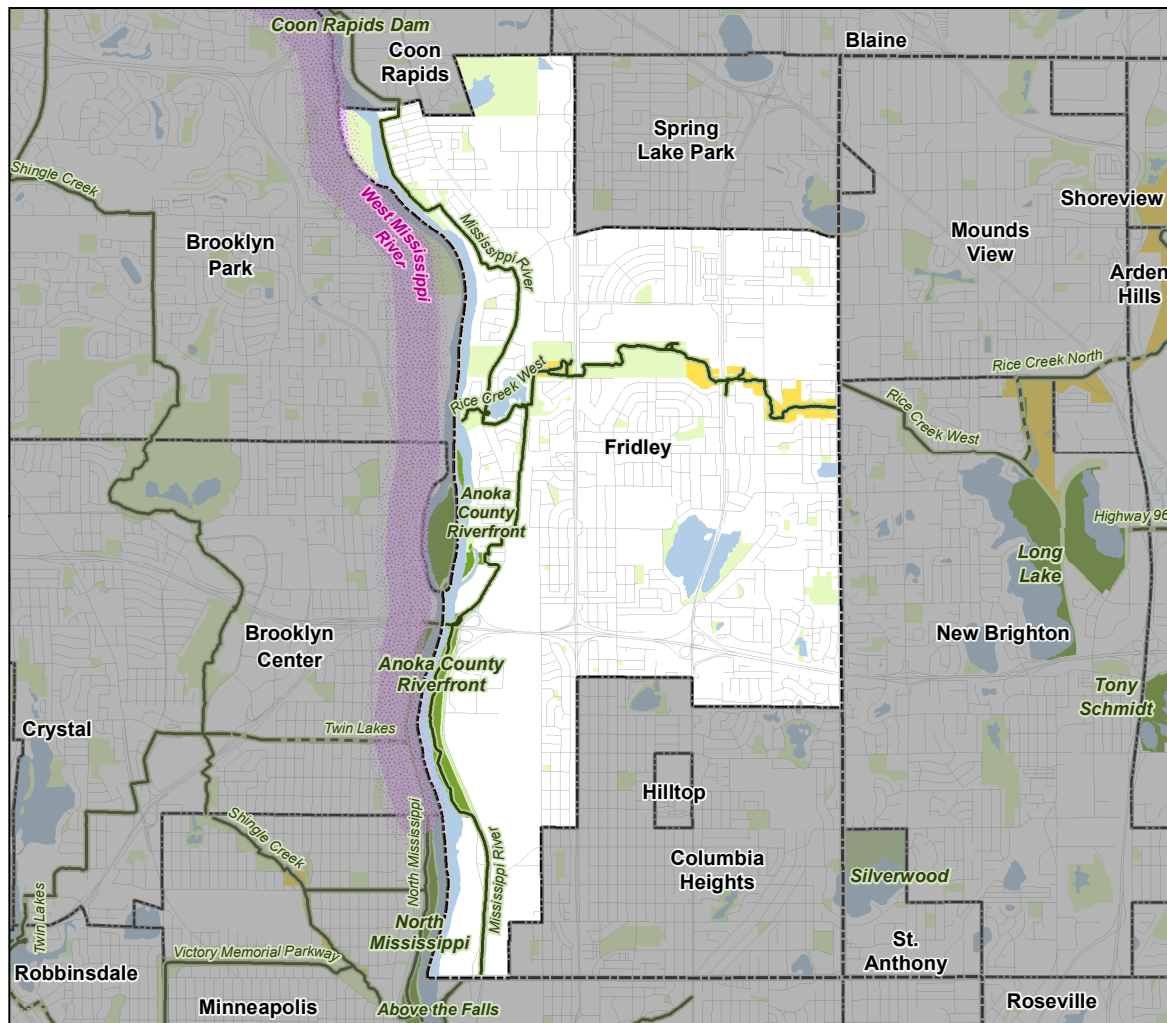 Coon Rapids Dam
Coon
Rapids
Blaine
Spring
Lake Park
Shingle Creek
Shoreview
West Mississippi
River
Mississippi River
Brooklyn
Park
Mounds
View
Arden
Hills
Rice Creek North
Rice Creek West
Rice Creek West
Fridley
Anoka
County
Riverfront
Highway 96
Long
Lake
Brooklyn
Center
New Brighton
Anoka County
Riverfront
Tony
Schmidt
Crystal
Twin Lakes
Hilltop
Shingle Creek
North Mississippi
Mississippi River
Columbia
Heights
Silverwood
Twin Lakes
North
Mississippi
Victory Memorial Parkway
St.
Anthony
Robbinsdale
Minneapolis
Above the Falls
Roseville